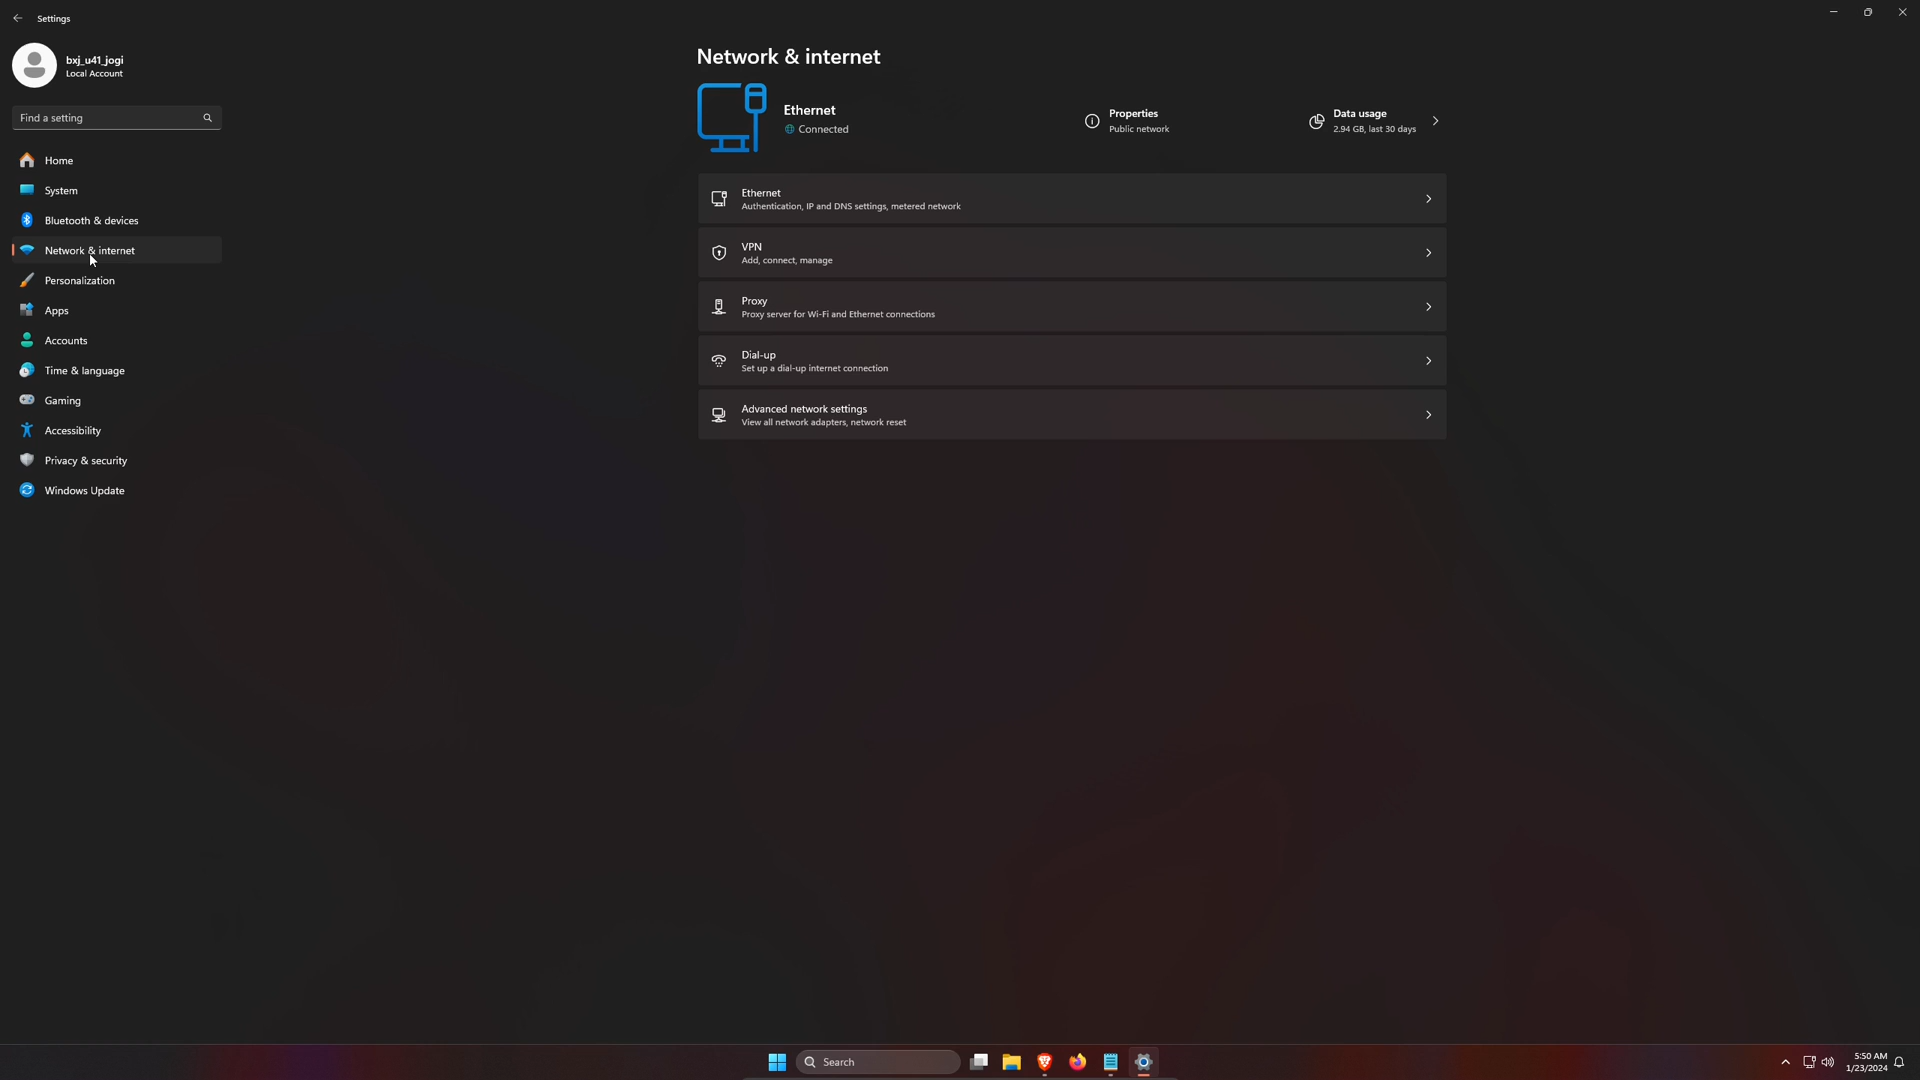 Settings
bxj_u41_jogi
Local Account
Find a setting
Home
System
Bluetooth & devices
Network & internet
Personalization
Apps
Accounts
Time & language
Gaming
Accessibility
Privacy & security
Windows Update
Network & internet
Ethernet
Connected
Properties
Public network
Data usage
2.94 GB, last 30 days
Ethernet
Authentication, IP and DNS settings, metered network
VPN
Add, connect, manage
Proxy
Proxy server for Wi-Fi and Ethernet connections
Dial-up
Set up a dial-up internet connection
Advanced network settings
View all network adapters, network reset
Search
5:50 AM
1/23/2024